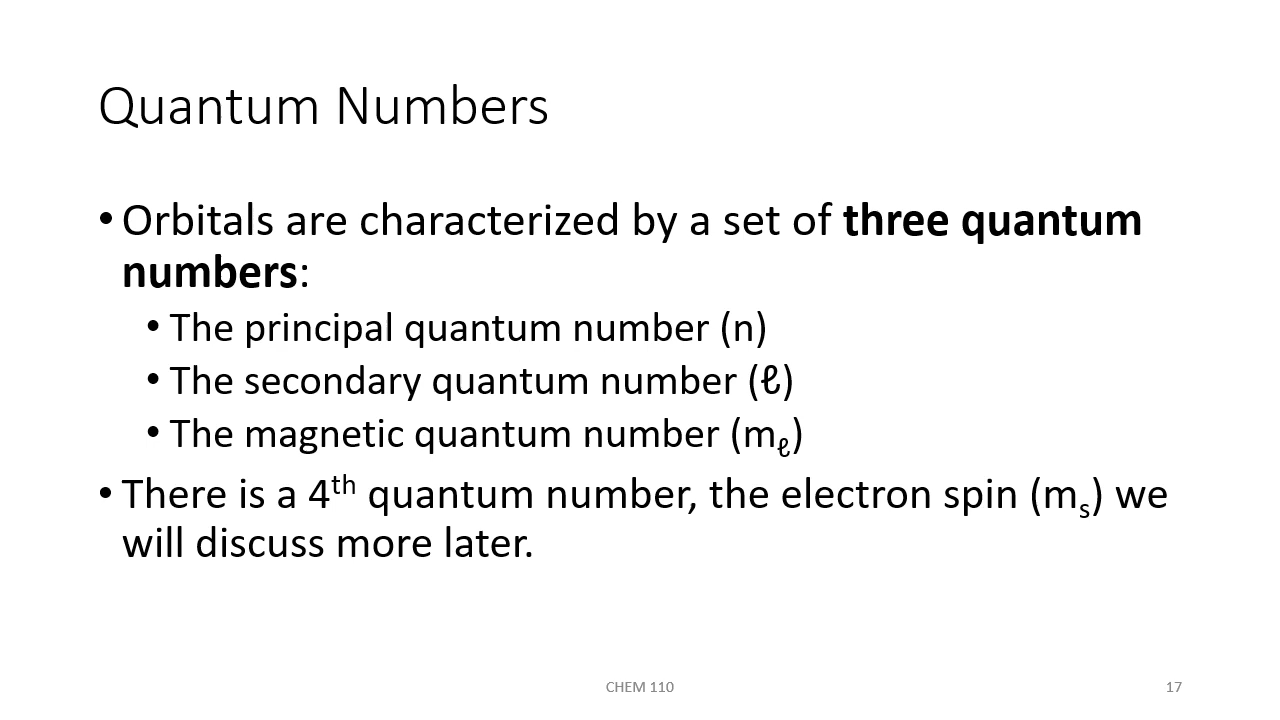 Quantum Numbers
• Orbitals are characterized by a set of three quantum
numbers:
• The principal quantum number (n)
• The secondary quantum number (ℓ)
• The magnetic quantum number (mℓ)
• There is a 4th quantum number, the electron spin (ms) we
will discuss more later.
CHEM 110
17